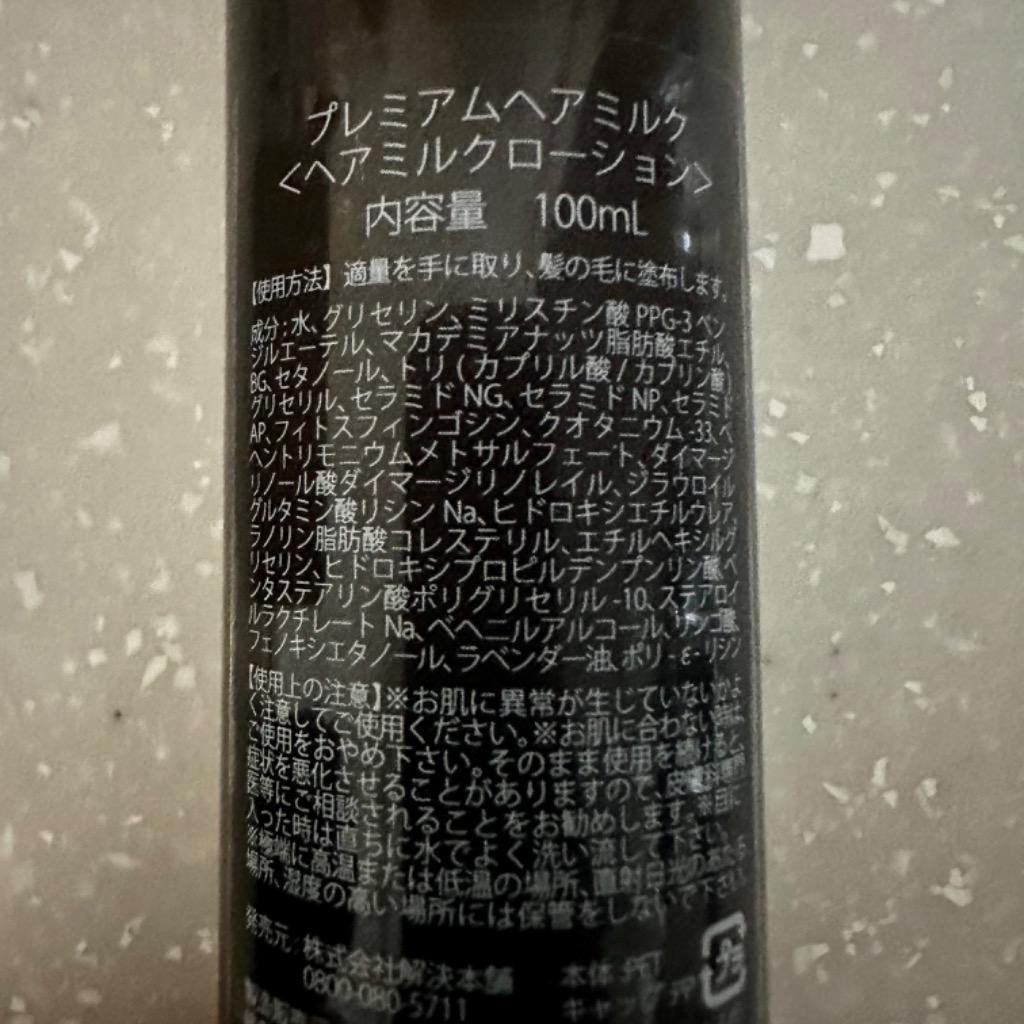 プレミアムヘアミルク
<ヘアミルクローション>
内容量 100mL
【使用方法】 適量を手に取り、髪の毛に塗布します。
成分：水、グリセリン、ミリスチン酸 PPG-3 ベン
ジルエーテル、マカデミアナッツ脂肪酸エチル、
BG、セタノール、トリ ( カプリル酸 / カプリン酸 )
グリセリル、セラミド NG、セラミド NP、セラミド
AP、フィトスフィンゴシン、クオタニウム -33、ベ
ヘントリモニウムメトサルフェート、ダイマージ
リノール酸ダイマージリノレイル、ジラウロイル
グルタミン酸リシン Na、ヒドロキシエチルウレア、
ラノリン脂肪酸コレステリル、エチルヘキシルグ
リセリン、ヒドロキシプロピルデンプンリン酸、ペ
ンタステアリン酸ポリグリセリル -10、ステアロイ
ルラクチレート Na、ベヘニルアルコール、リンゴ酸、
フェノキシエタノール、ラベンダー油、ポリ - ε - リシン
【使用上の注意】※お肌に異常が生じていないかよ
く注意してご使用ください。※お肌に合わない時は
ご使用をおやめ下さい。そのまま使用を続けると、
症状を悪化させることがありますので、皮膚科専門
医等にご相談されることをお勧めします。※目に
入った時は直ちに水でよく洗い流して下さい。
※極端に高温または低温の場所、直射日光のあたる
場所、湿度の高い場所には保管をしないで下さい
発売元：株式会社解決本舗
0800-080-5711
本体：PET
キャップ：PP